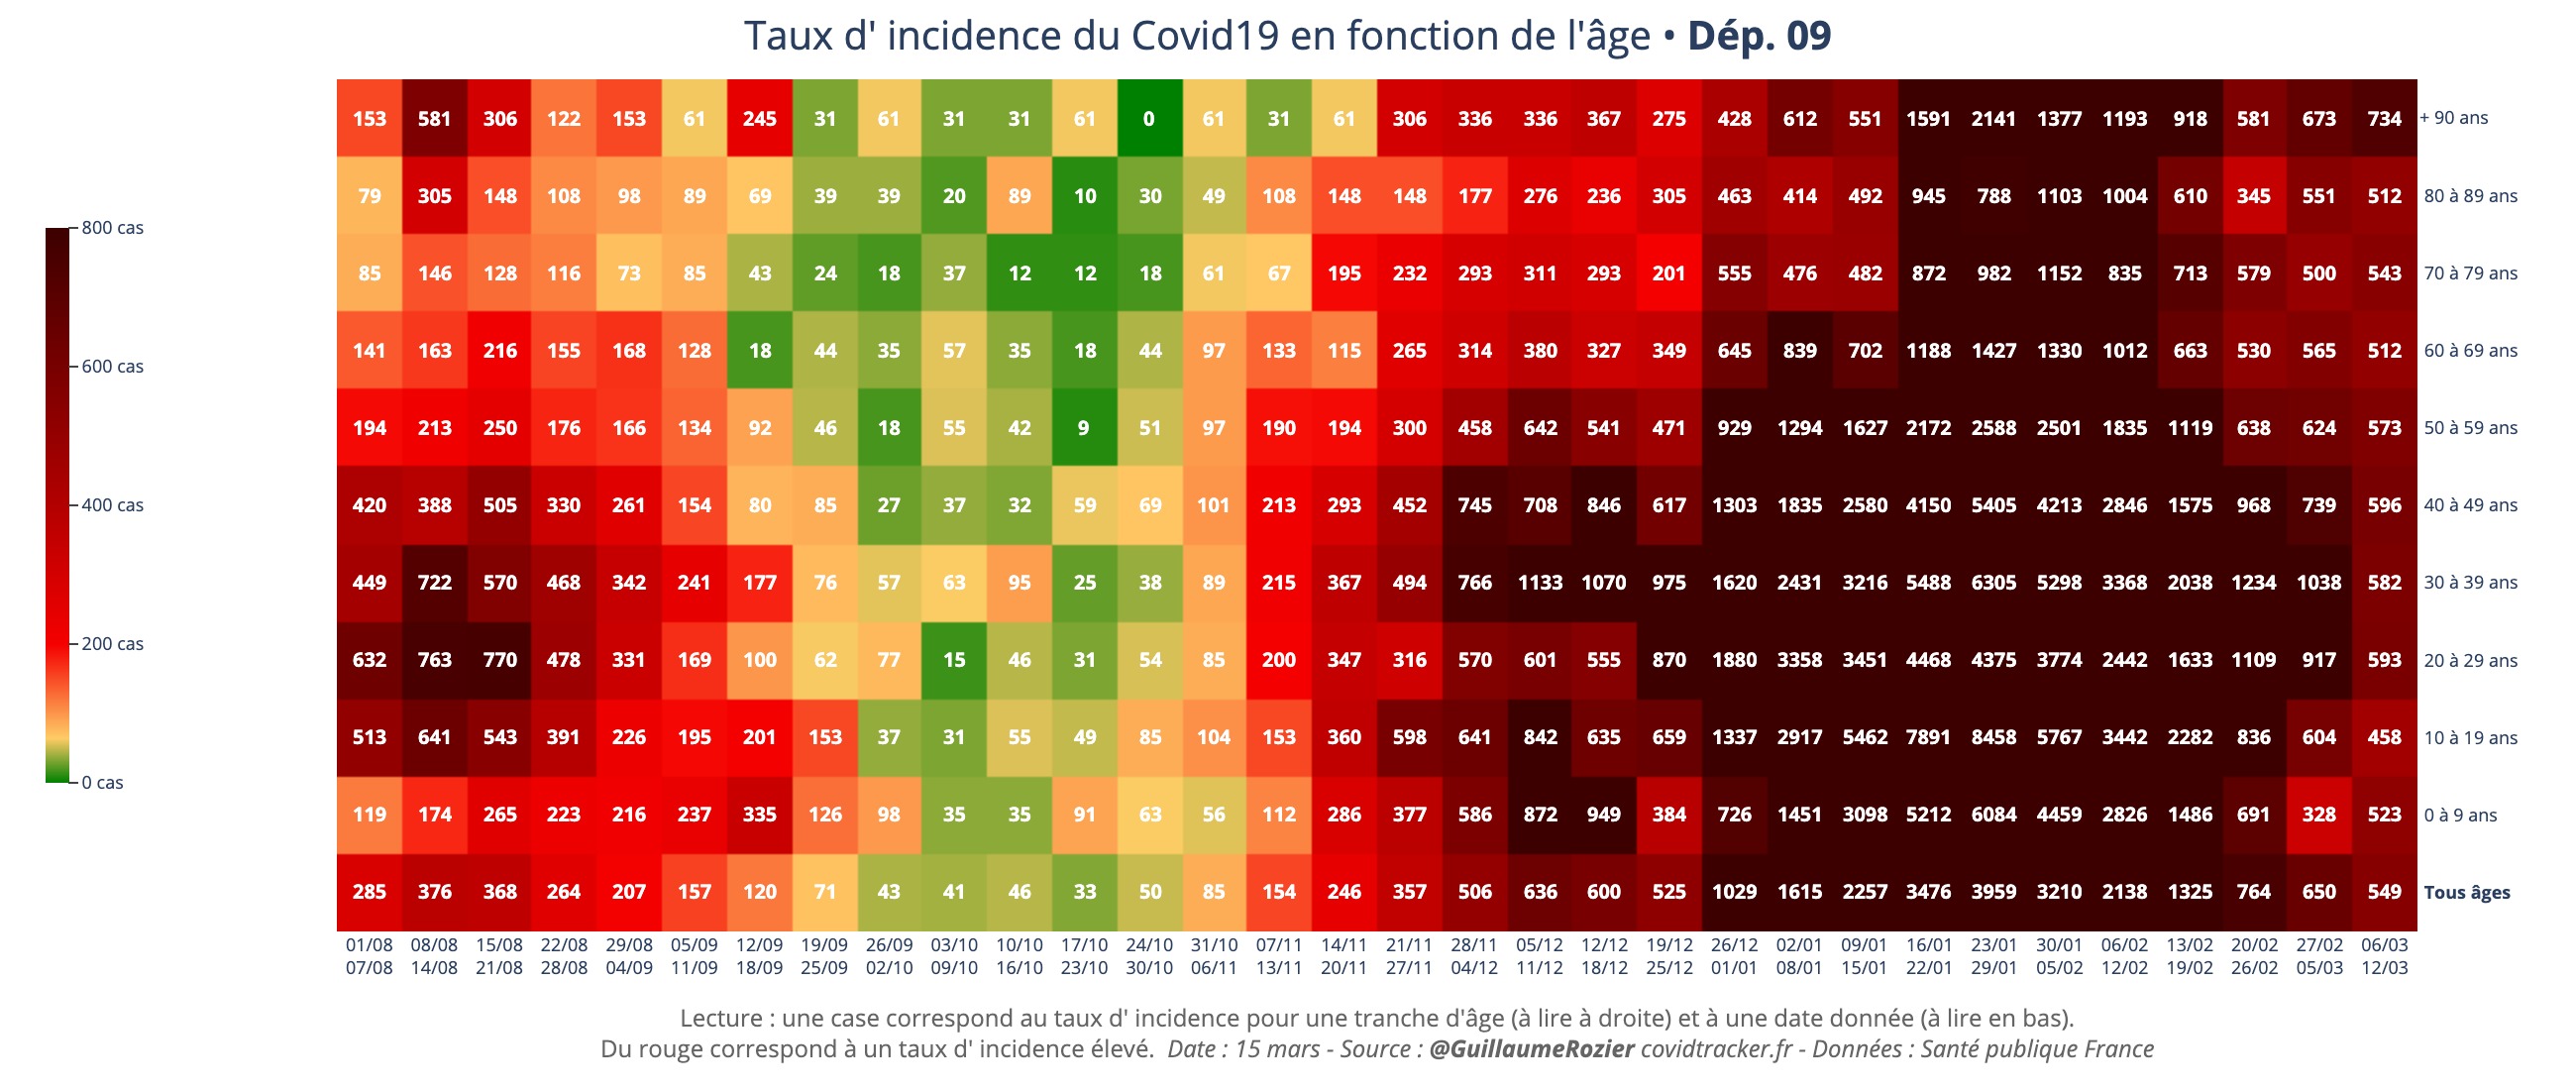 Taux d' incidence du Covid19 en fonction de l'âge • Dép. 09
153 581 306 122 153 61 245 31 61 31 31 61 0 61 31 61 306 336 336 367 275 428 612 551 1591 2141 1377 1193 918 581 673 734 + 90 ans
79 305 148 108 98 89 69 39 39 20 89 10 30 49 108 148 148 177 276 236 305 463 414 492 945 788 1103 1004 610 345 551 512 80 à 89 ans
800 cas
85 146 128 116 73 85 43 24 18 37 12 12 18 61 67 195 232 293 311 293 201 555 476 482 872 982 1152 835 713 579 500 543 70 à 79 ans
141 163 216 155 168 128 18 44 35 57 35 18 44 97 133 115 265 314 380 327 349 645 839 702 1188 1427 1330 1012 663 530 565 512 60 à 69 ans
600 cas
194 213 250 176 166 134 92 46 18 55 42 9 51 97 190 194 300 458 642 541 471 929 1294 1627 2172 2588 2501 1835 1119 638 624 573 50 à 59 ans
400 cas
420 388 505 330 261 154 80 85 27 37 32 59 69 101 213 293 452 745 708 846 617 1303 1835 2580 4150 5405 4213 2846 1575 968 739 596 40 à 49 ans
449 722 570 468 342 241 177 76 57 63 95 25 38 89 215 367 494 766 1133 1070 975 1620 2431 3216 5488 6305 5298 3368 2038 1234 1038 582 30 à 39 ans
200 cas
632 763 770 478 331 169 100 62 77 15 46 31 54 85 200 347 316 570 601 555 870 1880 3358 3451 4468 4375 3774 2442 1633 1109 917 593 20 à 29 ans
513 641 543 391 226 195 201 153 37 31 55 49 85 104 153 360 598 641 842 635 659 1337 2917 5462 7891 8458 5767 3442 2282 836 604 458 10 à 19 ans
0 cas
119 174 265 223 216 237 335 126 98 35 35 91 63 56 112 286 377 586 872 949 384 726 1451 3098 5212 6084 4459 2826 1486 691 328 523 0 à 9 ans
285 376 368 264 207 157 120 71 43 41 46 33 50 85 154 246 357 506 636 600 525 1029 1615 2257 3476 3959 3210 2138 1325 764 650 549 Tous âges
01/08 08/08 15/08 22/08 29/08 05/09 12/09 19/09 26/09 03/10 10/10 17/10 24/10 31/10 07/11 14/11 21/11 28/11 05/12 12/12 19/12 26/12 02/01 09/01 16/01 23/01 30/01 06/02 13/02 20/02 27/02 06/03
07/08 14/08 21/08 28/08 04/09 11/09 18/09 25/09 02/10 09/10 16/10 23/10 30/10 06/11 13/11 20/11 27/11 04/12 11/12 18/12 25/12 01/01 08/01 15/01 22/01 29/01 05/02 12/02 19/02 26/02 05/03 12/03
Lecture : une case correspond au taux d' incidence pour une tranche d'âge (à lire à droite) et à une date donnée (à lire en bas).
Du rouge correspond à un taux d' incidence élevé. Date : 15 mars - Source : @GuillaumeRozier covidtracker.fr - Données : Santé publique France